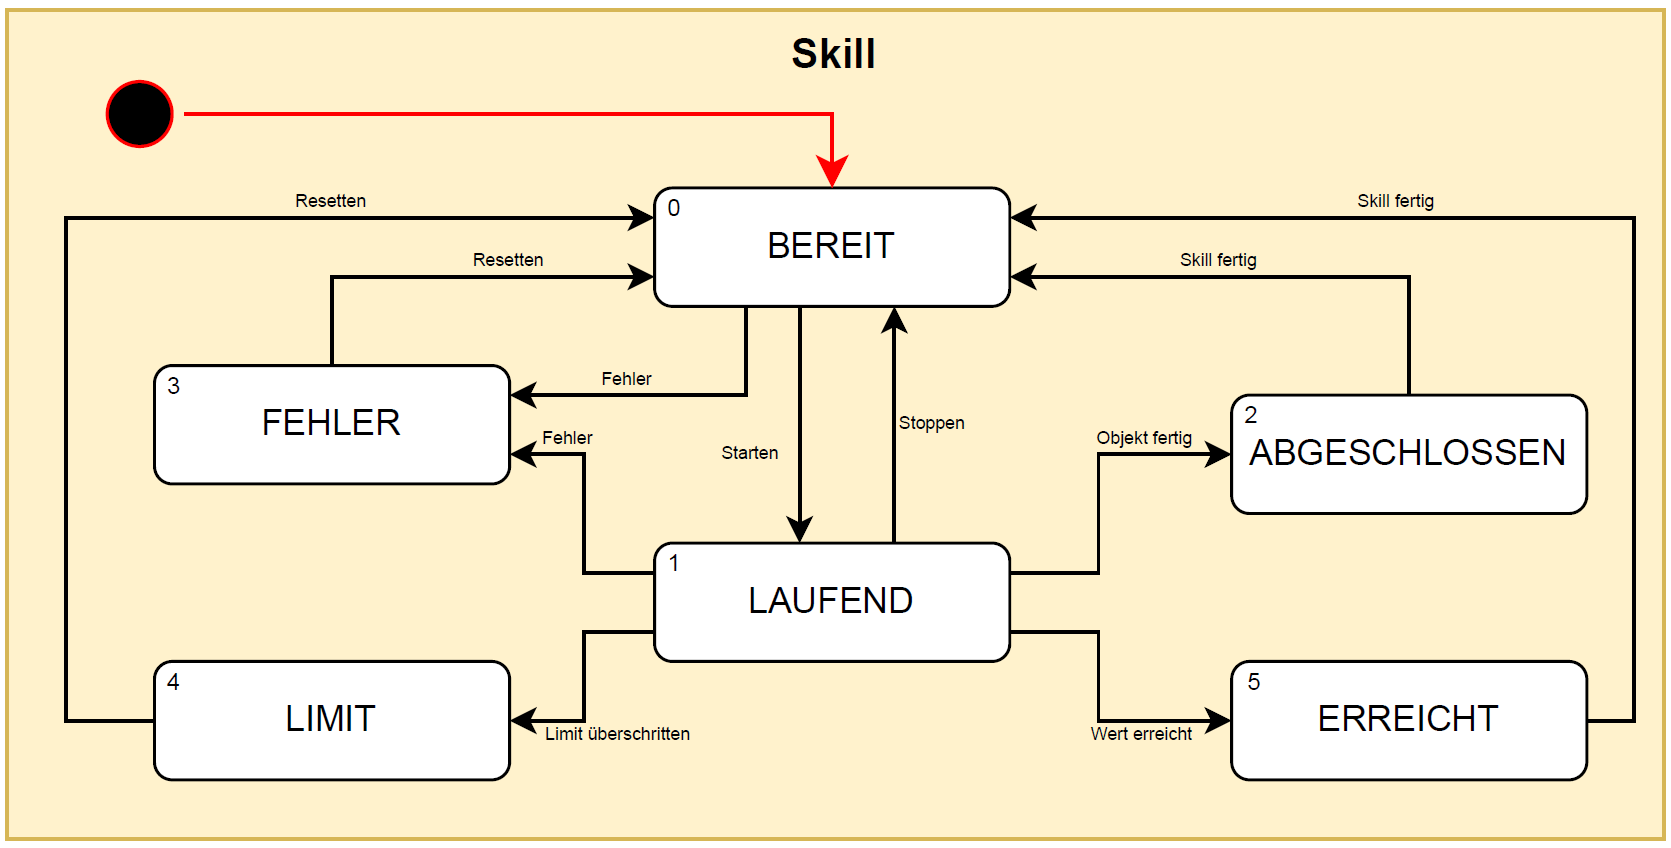 Skill
Resetten
0
BEREIT
Skill fertig
Resetten
Skill fertig
3
FEHLER
Fehler
Fehler
Starten
Stoppen
Objekt fertig
2
ABGESCHLOSSEN
1
LAUFEND
4
LIMIT
Limit überschritten
Wert erreicht
5
ERREICHT